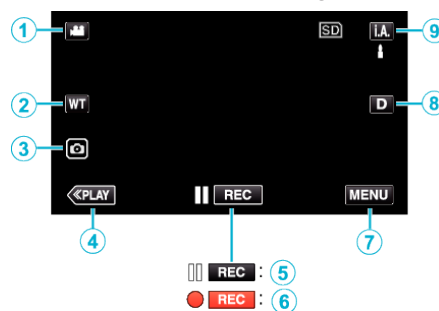 1 SD i.A. 9
2 WT D 8
3
≪PLAY REC MENU
4 REC : 5 7
REC : 6